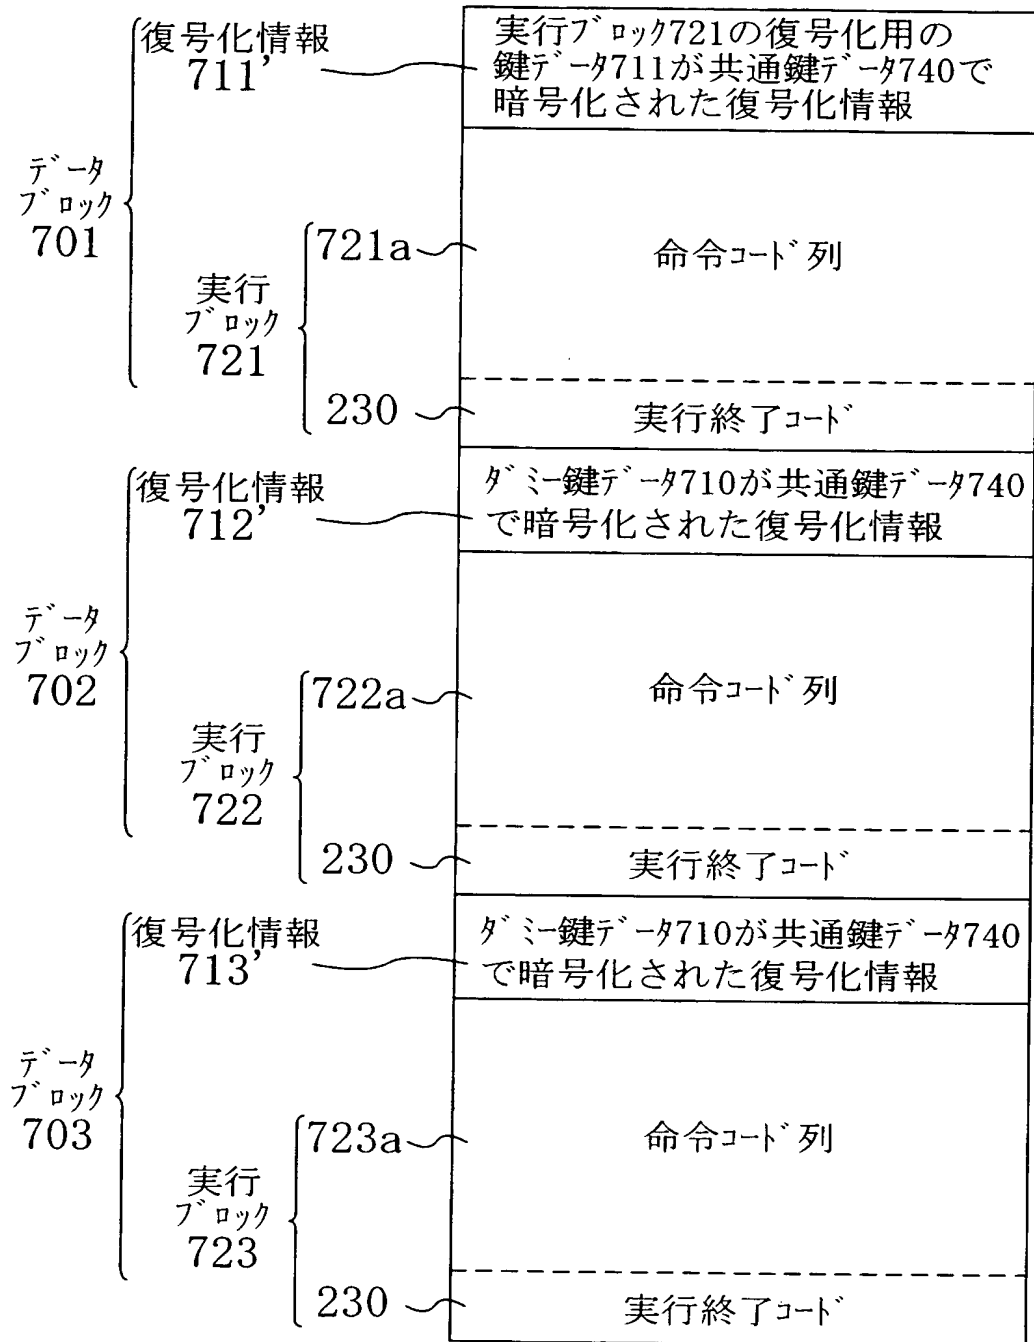 復号化情報
711’
実行ブロック721の復号化用の
鍵データ711が共通鍵データ740で
暗号化された復号化情報
データ
ブロック
701
721a
命令コード列
実行
ブロック
721
230
実行終了コード
復号化情報
712’
ダミー鍵データ710が共通鍵データ740
で暗号化された復号化情報
データ
ブロック
702
722a
命令コード列
実行
ブロック
722
230
実行終了コード
復号化情報
713’
ダミー鍵データ710が共通鍵データ740
で暗号化された復号化情報
データ
ブロック
703
723a
命令コード列
実行
ブロック
723
230
実行終了コード